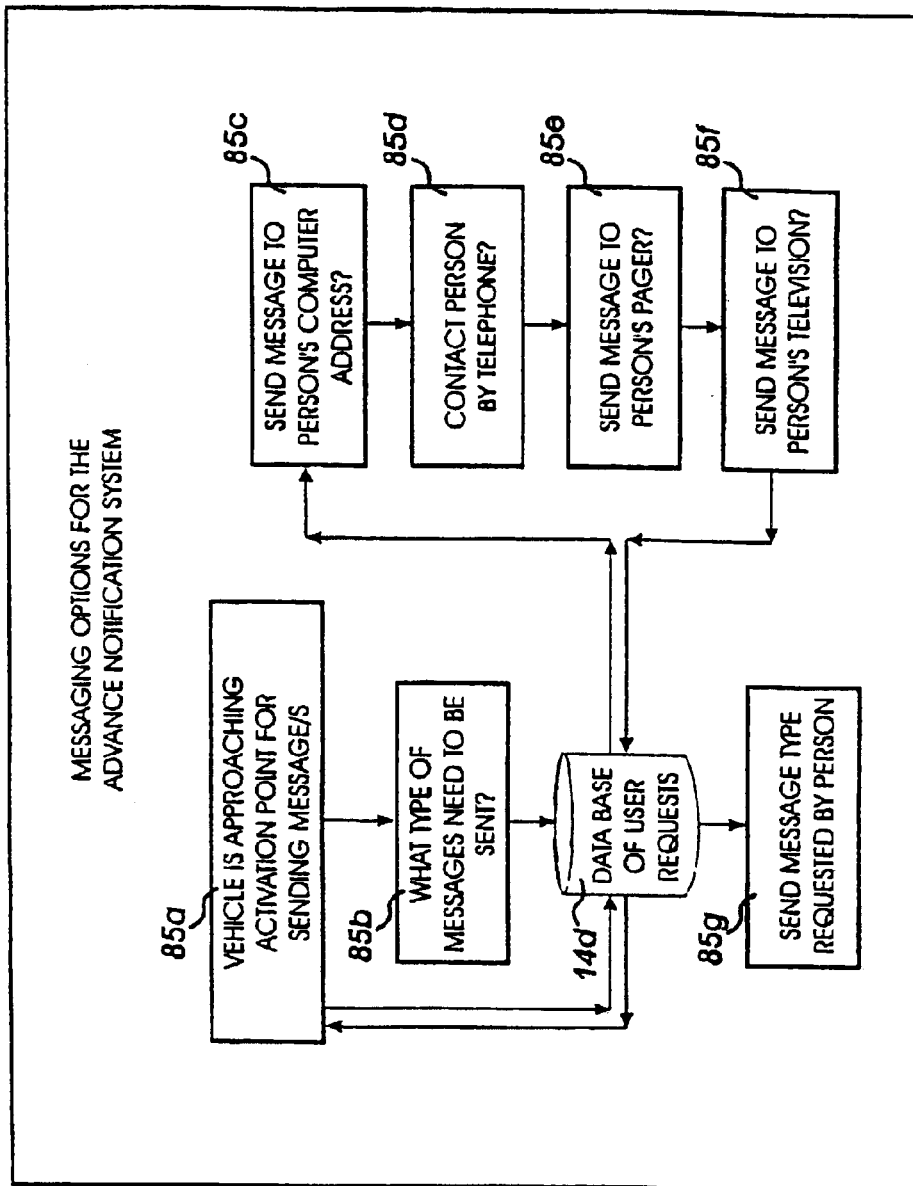 MESSAGING OPTIONS FOR THE
ADVANCE NOTIFICATION SYSTEM
85a
VEHICLE IS APPROACHING
ACTIVATION POINT FOR
SENDING MESSAGE/S
85b
WHAT TYPE OF
MESSAGES NEED TO BE
SENT?
14d
DATA BASE
OF USER
REQUESTS
85g
SEND MESSAGE TYPE
REQUESTED BY PERSON
85c
SEND MESSAGE TO
PERSON'S COMPUTER
ADDRESS?
85d
CONTACT PERSON
BY TELEPHONE?
85e
SEND MESSAGE TO
PERSON'S PAGER?
85f
SEND MESSAGE TO
PERSON'S TELEVISION?